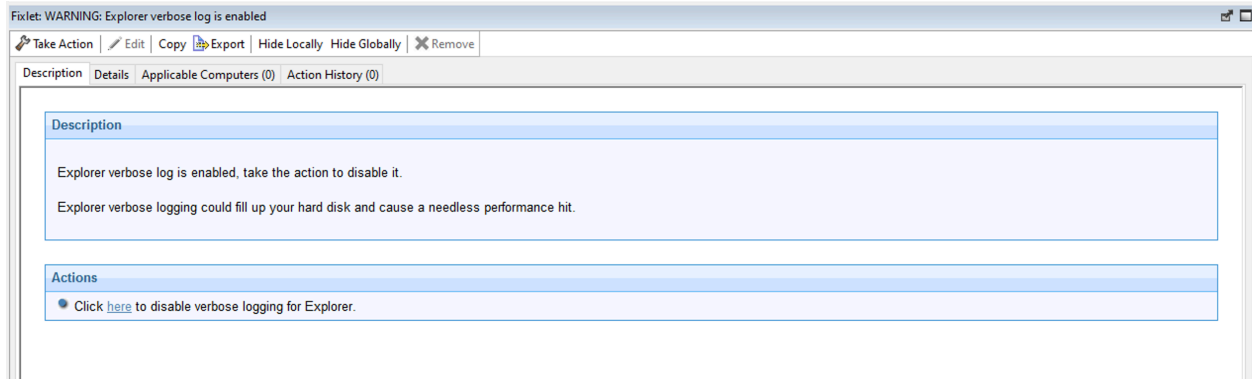 Fixlet: WARNING: Explorer verbose log is enabled
Take Action Edit Copy Export Hide Locally Hide Globally Remove
Description Details Applicable Computers (0) Action History (0)
Description
Explorer verbose log is enabled, take the action to disable it.
Explorer verbose logging could fill up your hard disk and cause a needless performance hit.
Actions
Click here to disable verbose logging for Explorer.